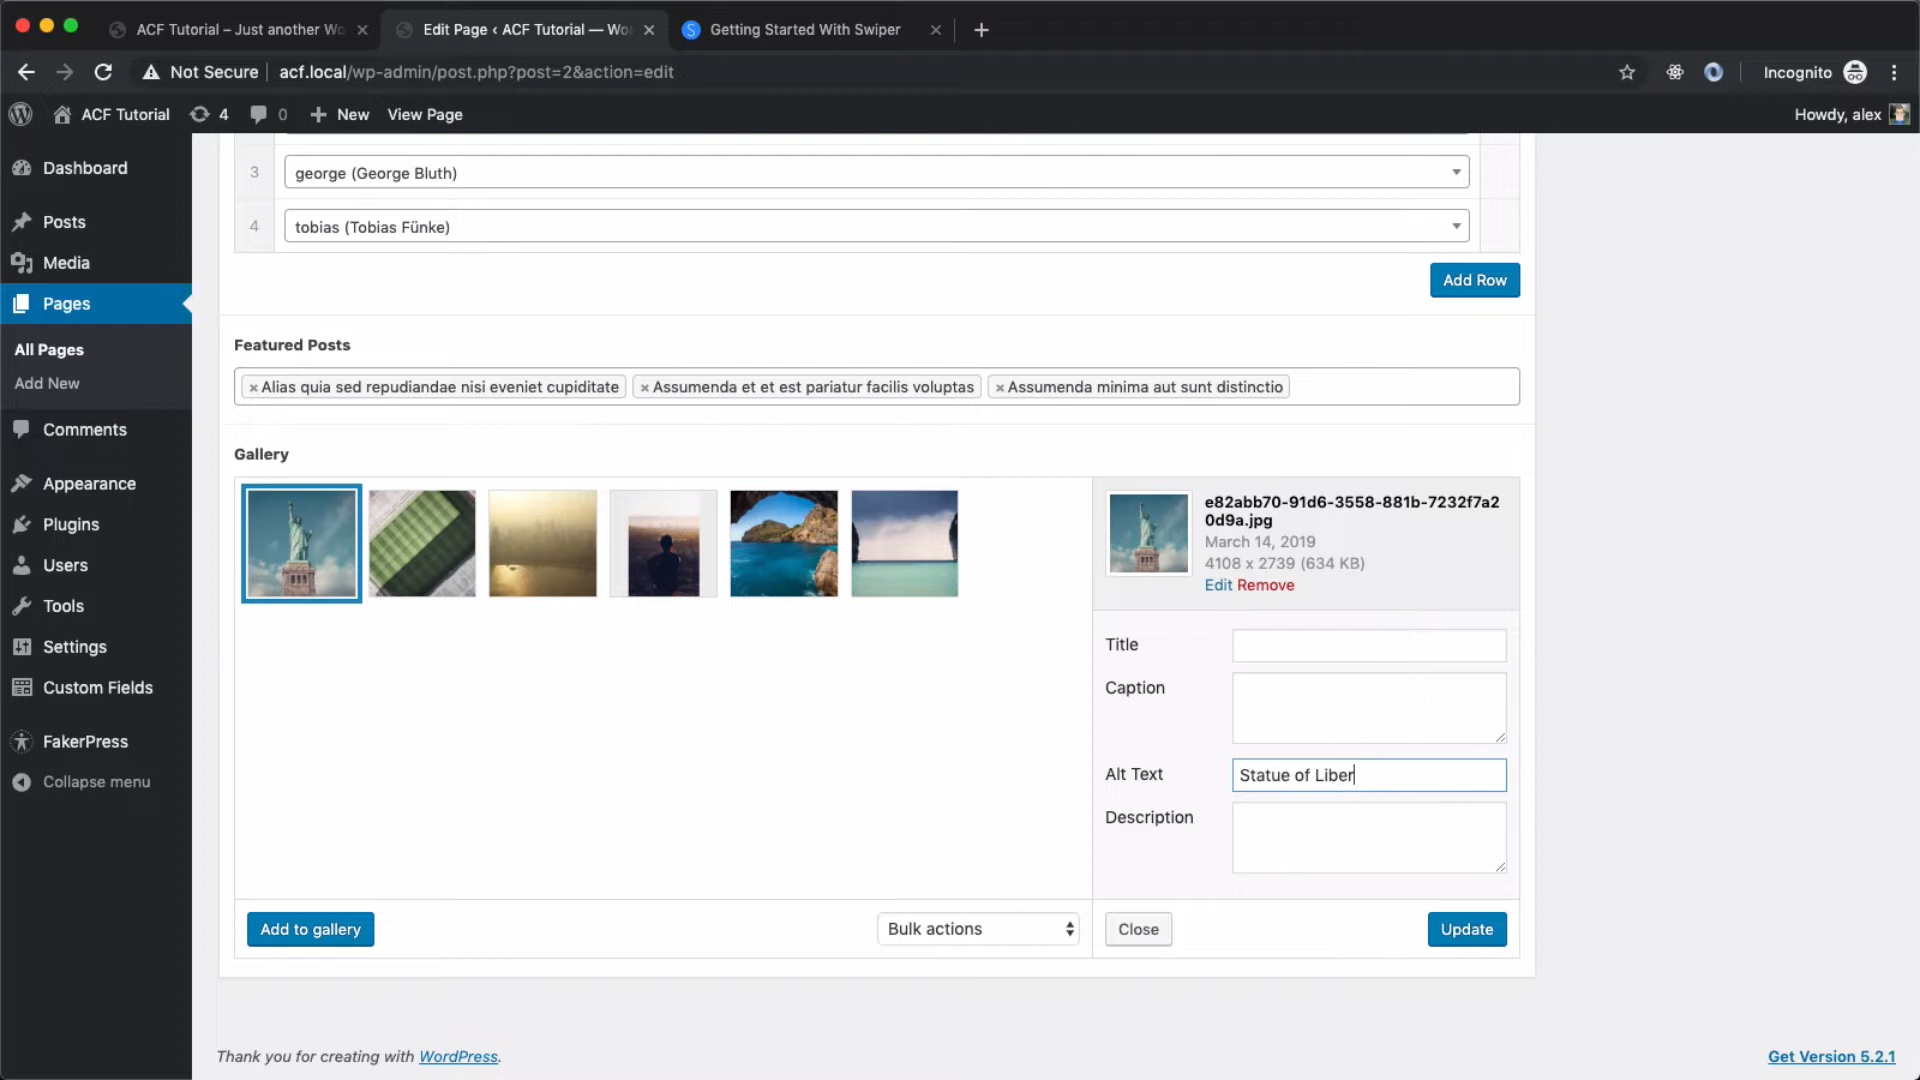 ACF Tutorial – Just another Wo
Edit Page ‹ ACF Tutorial — Wo
Getting Started With Swiper
Not Secure
acf.local/wp-admin/post.php?post=2&action=edit
Incognito
ACF Tutorial
4
0
New
View Page
Howdy, alex
Dashboard
Posts
Media
Pages
All Pages
Add New
Comments
Appearance
Plugins
Users
Tools
Settings
Custom Fields
FakerPress
Collapse menu
3
george (George Bluth)
4
tobias (Tobias Fünke)
Add Row
Featured Posts
× Alias quia sed repudiandae nisi eveniet cupiditate
× Assumenda et et est pariatur facilis voluptas
× Assumenda minima aut sunt distinctio
Gallery
e82abb70-91d6-3558-881b-7232f7a2
0d9a.jpg
March 14, 2019
4108 x 2739 (634 KB)
Edit Remove
Title
Caption
Alt Text
Statue of Liber
Description
Add to gallery
Bulk actions
Close
Update
Thank you for creating with WordPress.
Get Version 5.2.1